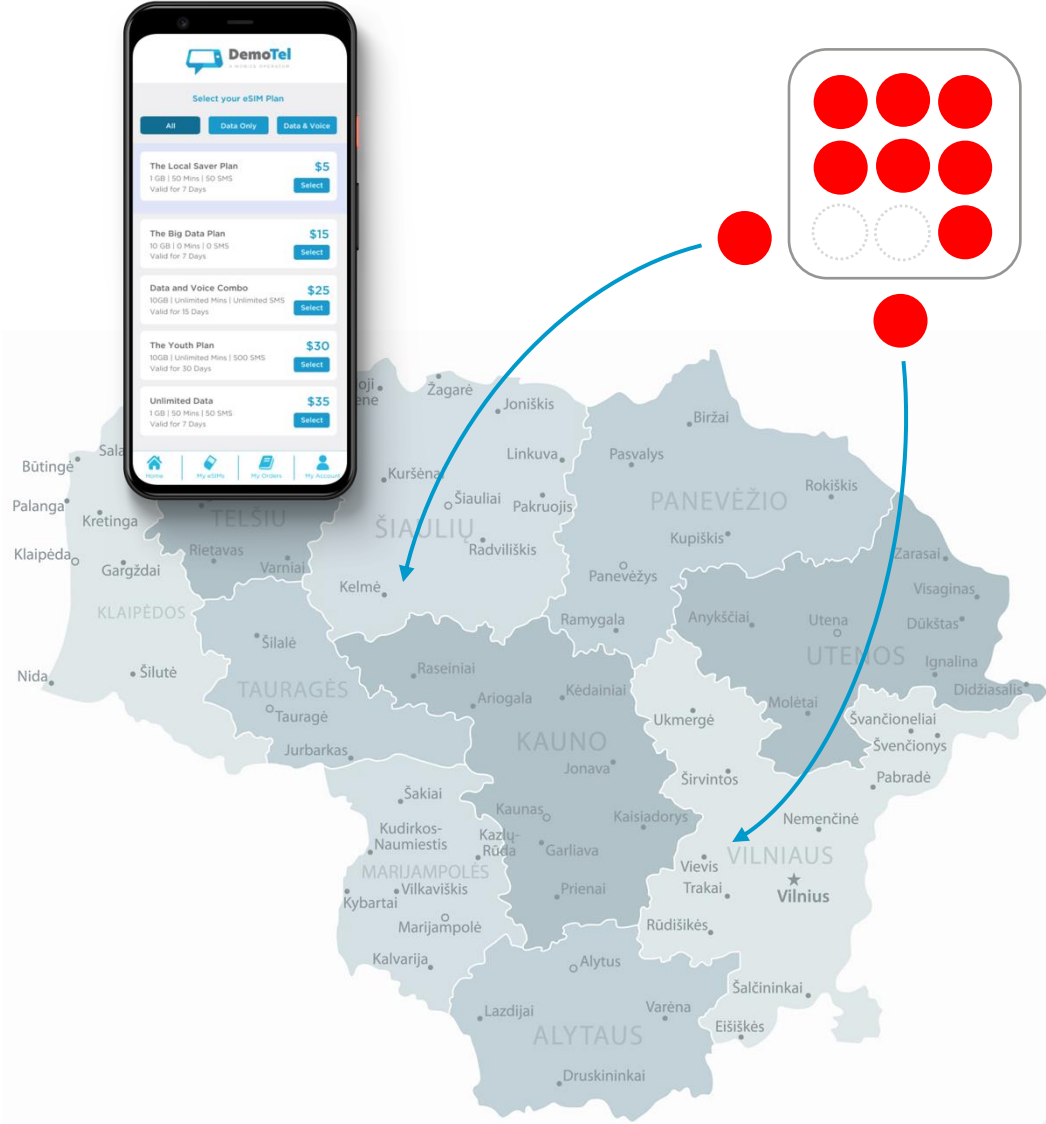 DemoTel
A MOBILE OPERATOR
Select your eSIM Plan
All
Data Only
Data & Voice
The Local Saver Plan
$5
1 GB | 50 Mins | 50 SMS
Select
Valid for 7 Days
The Big Data Plan
$15
10 GB | 0 Mins | 0 SMS
Select
Valid for 7 Days
Data and Voice Combo
$25
10GB | Unlimited Mins | Unlimited SMS
Select
Valid for 15 Days
The Youth Plan
$30
10GB | Unlimited Mins | 500 SMS
Select
Valid for 30 Days
Unlimited Data
$35
1 GB | 50 Mins | 50 SMS
Select
Valid for 7 Days
Home
My eSIMs
My Orders
My Account
Žagarė
Joniškis
Biržai
Linkuva
Pasvalys
Būtingė
Kuršėnai
Rokiškis
Palanga
Šiauliai
Pakruojis
PANEVĖŽIO
Kretinga
TELŠIU
ŠIAULIŲ
Kupiškis
Klaipėda
Rietavas
Radviliškis
Zarasai
Gargždai
Varniai
Panevėžys
Kelmė
Visaginas
KLAIPĖDOS
Ramygala
Anykščiai
Utena
Dūkštas
Šilalė
UTENOS
Ignalina
Nida
Šilutė
Raseiniai
TAURAGĖS
Ariogala
Kėdainiai
Didžiasalis
Tauragė
Ukmergė
Molėtai
Švančioneliai
KAUNO
Švenčionys
Jurbarkas
Jonava
Širvintos
Pabradė
Šakiai
Kaunas
Kaisiadorys
Nemenčinė
Kudirkos-
Naumiestis
Kazlų-
Rūda
Garliava
Vievis
VILNIAUS
MARIJAMPOLĖS
Vilkaviškis
Prienai
Trakai
Vilnius
Kybartai
Marijampolė
Rūdišikės
Kalvarija
Alytus
Šalčininkai
Lazdijai
Varėna
Eišiškės
ALYTAUS
Druskininkai